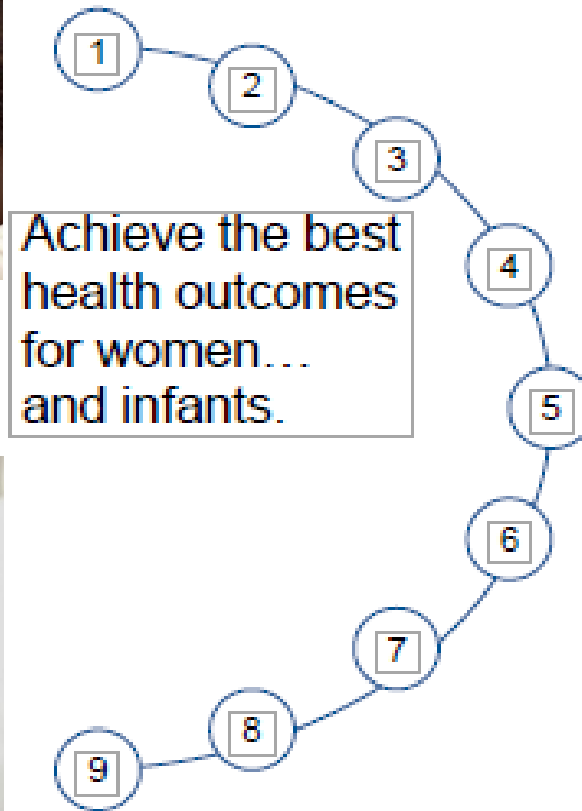 1
2
3
Achieve the best
health outcomes
for women…
and infants.
4
5
6
7
8
9